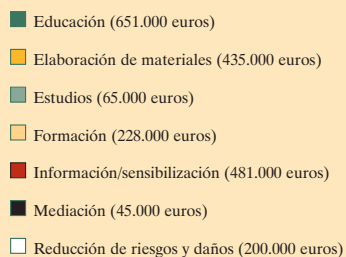 Educación (651.000 euros)
Elaboración de materiales (435.000 euros)
Estudios (65.000 euros)
Formación (228.000 euros)
Información/sensibilización (481.000 euros)
Mediación (45.000 euros)
Reducción de riesgos y daños (200.000 euros)